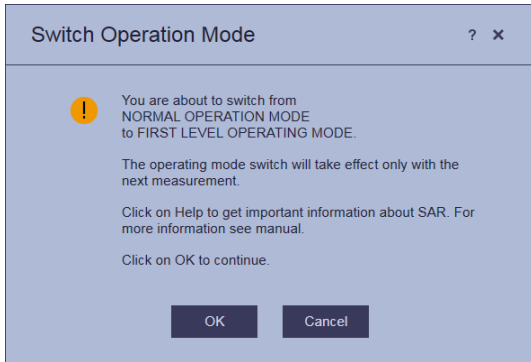 Switch Operation Mode ? ×
!
You are about to switch from
NORMAL OPERATION MODE
to FIRST LEVEL OPERATING MODE.
The operating mode switch will take effect only with the
next measurement.
Click on Help to get important information about SAR. For
more information see manual.
Click on OK to continue.
OK Cancel